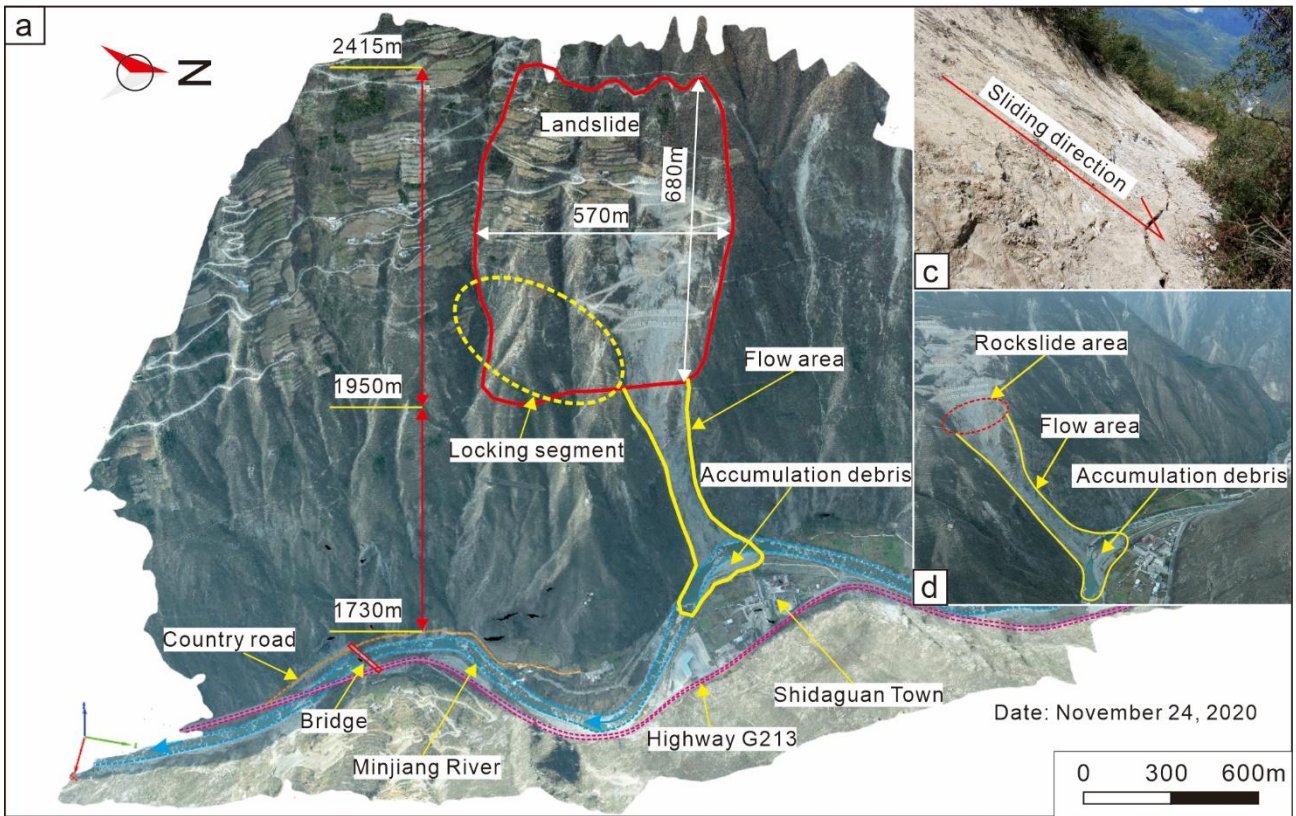 a
N
2415m
Landslide
680m
570m
1950m
Locking segment
Flow area
Accumulation debris
1730m
Country road
Bridge
Minjiang River
Highway G213
Shidaguan Town
Date: November 24, 2020
0 300 600m
Sliding direction
c
Rockslide area
Flow area
Accumulation debris
d